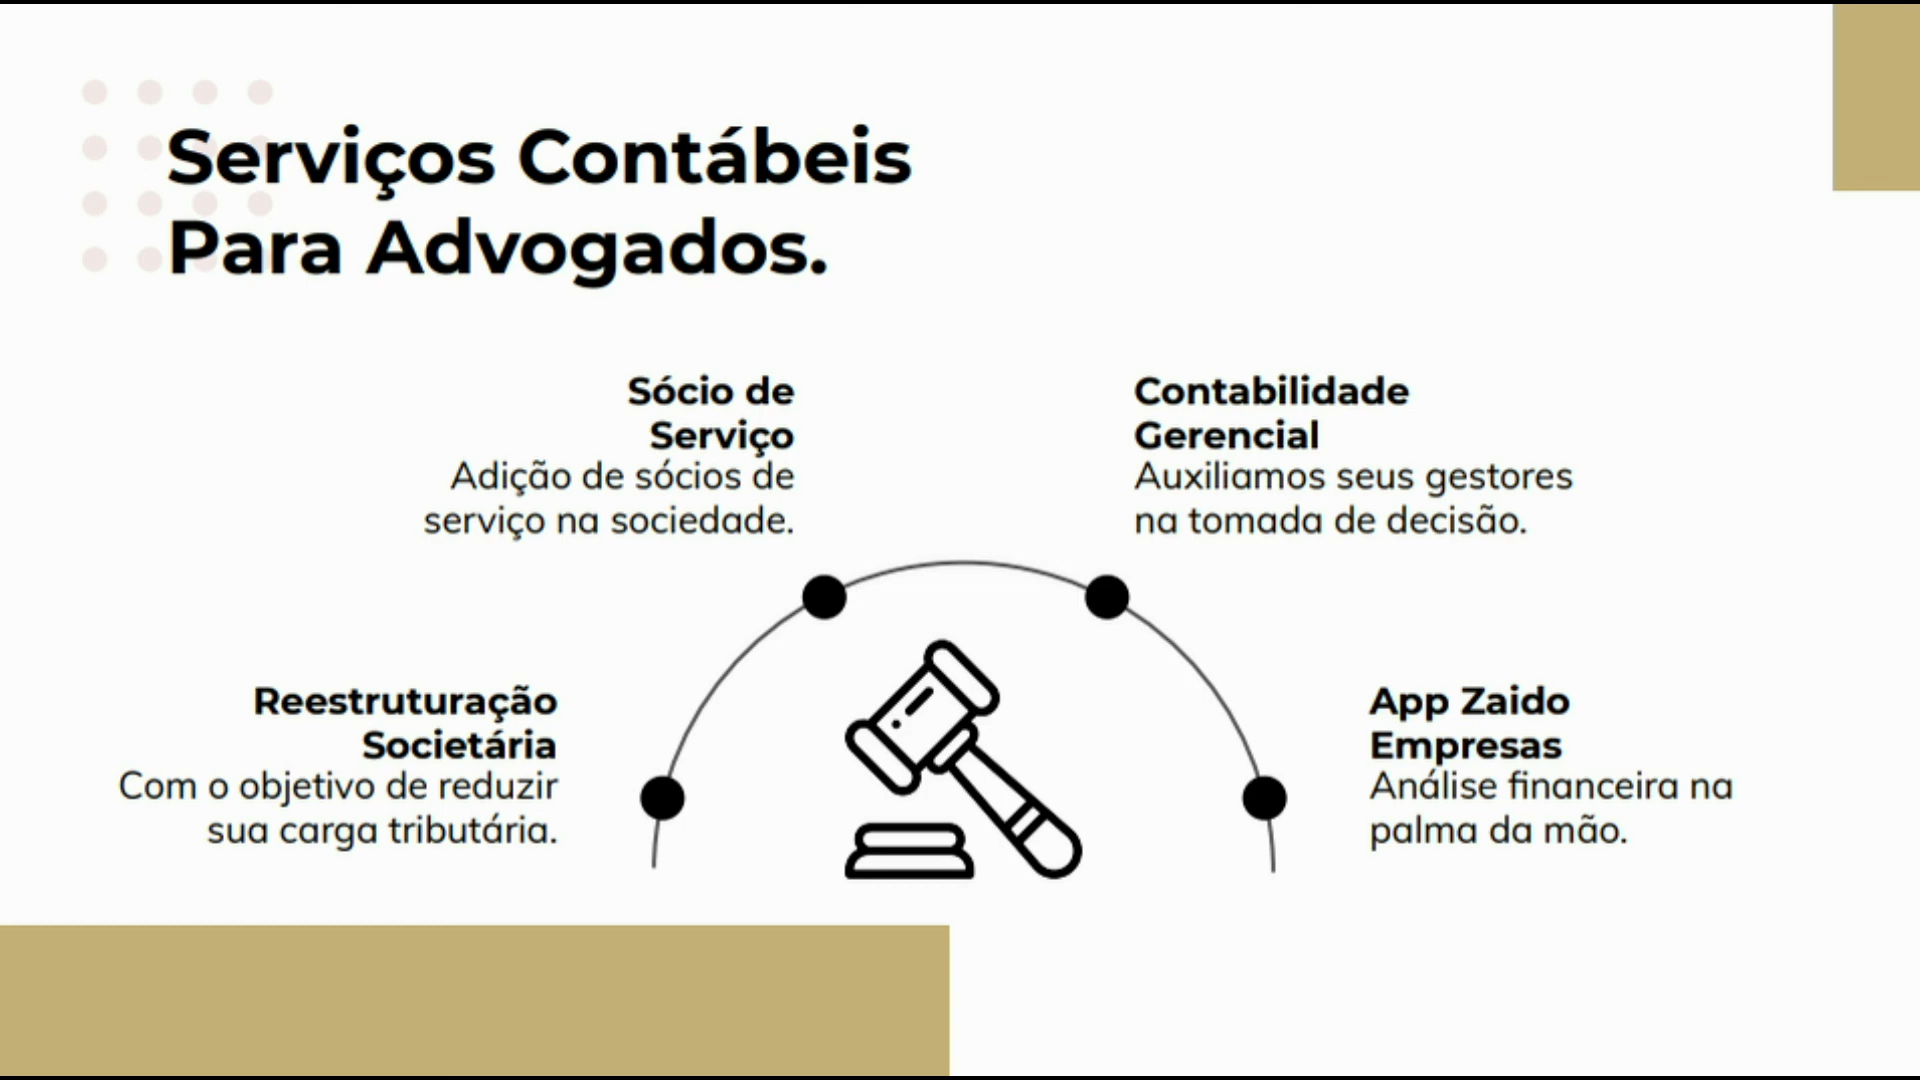 Serviços Contábeis
Para Advogados.
Sócio de
Serviço
Adição de sócios de
serviço na sociedade.
Contabilidade
Gerencial
Auxiliamos seus gestores
na tomada de decisão.
Reestruturação
Societária
Com o objetivo de reduzir
sua carga tributária.
App Zaido
Empresas
Análise financeira na
palma da mão.